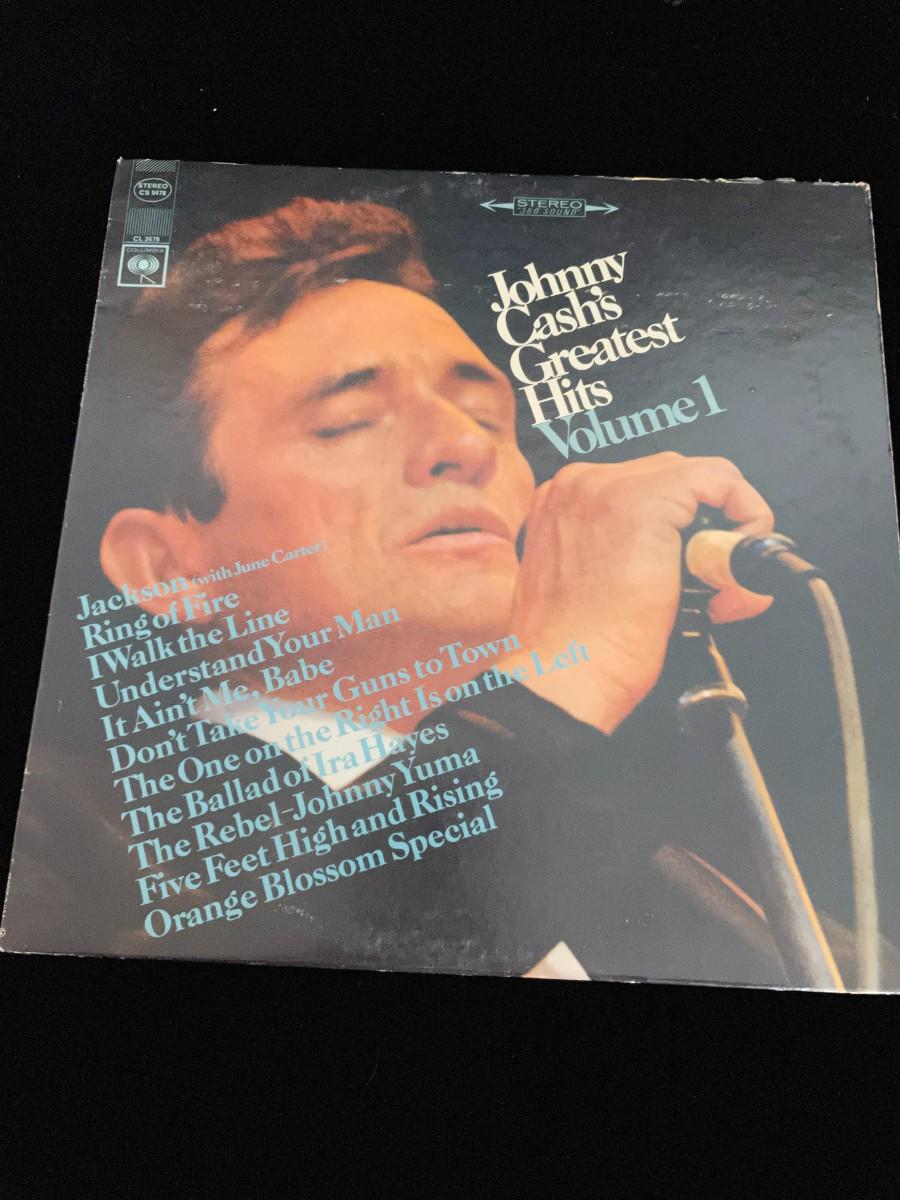 STEREO
CS 9478
CL 2678
COLUMBIA
STEREO
"360 SOUND"
Johnny
Cash's
Greatest
Hits
Volume 1
Jackson (with June Carter)
Ring of Fire
I Walk the Line
Understand Your Man
It Ain't Me, Babe
Don't Take Your Guns to Town
The One on the Right Is on the Left
The Ballad of Ira Hayes
The Rebel-Johnny Yuma
Five Feet High and Rising
Orange Blossom Special